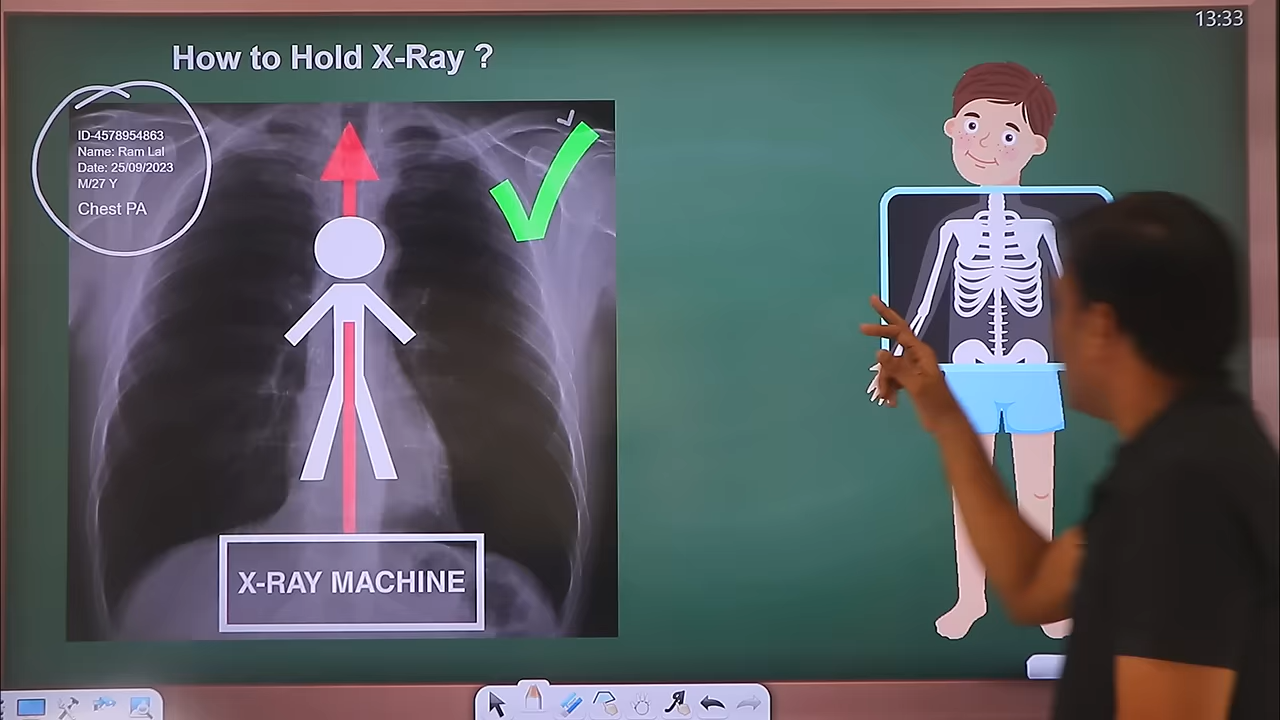 13:33
How to Hold X-Ray ?
ID-4578954863
Name: Ram Lal
Date: 25/09/2023
M/27 Y
Chest PA
X-RAY MACHINE